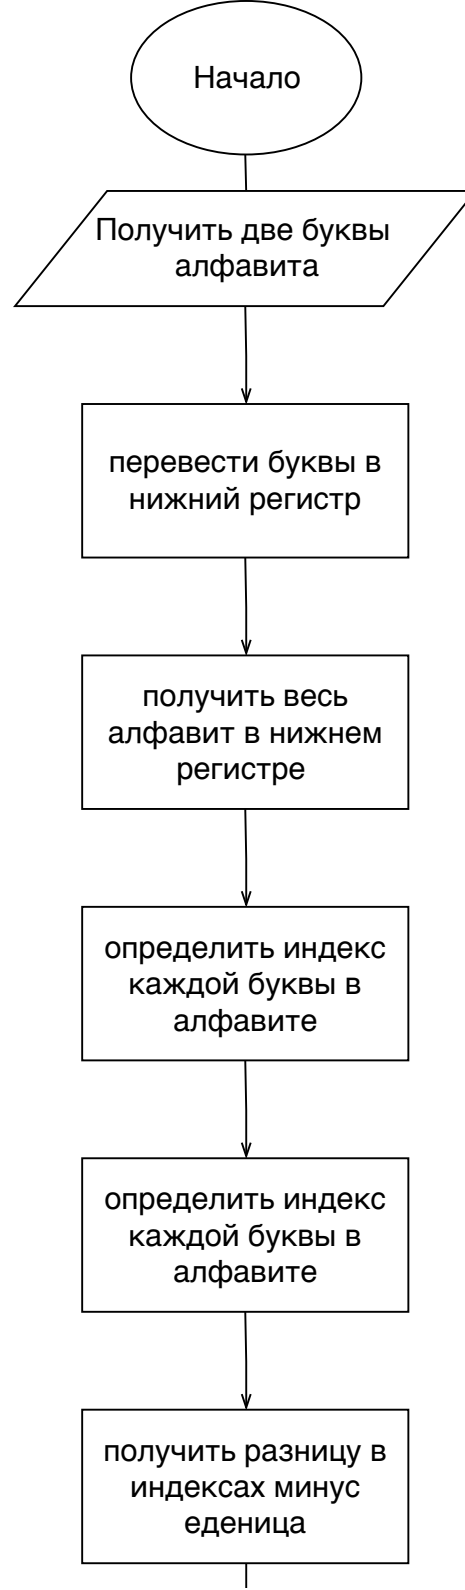 Начало
Получить две буквы
алфавита
перевести буквы в
нижний регистр
получить весь
алфавит в нижнем
регистре
определить индекс
каждой буквы в
алфавите
определить индекс
каждой буквы в
алфавите
получить разницу в
индексах минус
еденица